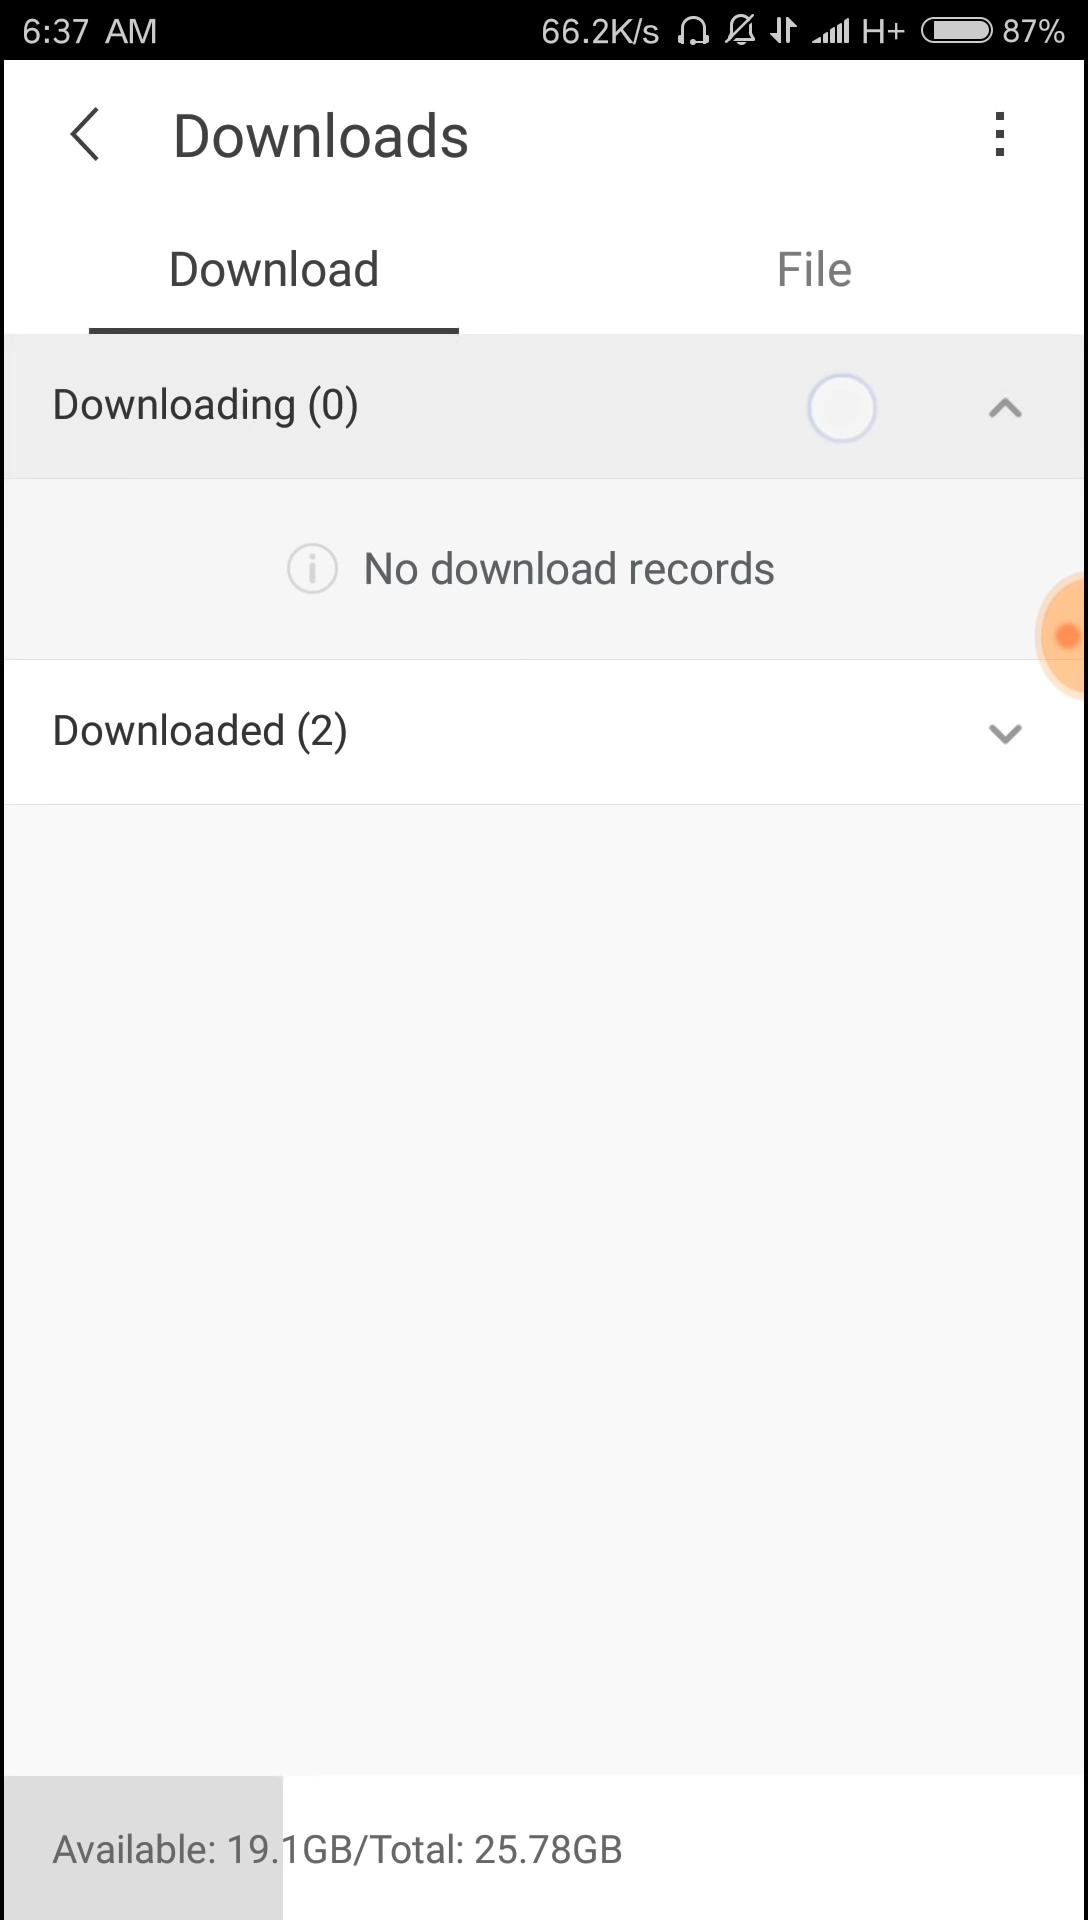 6:37 AM 66.2K/s H+ 87%
Downloads
Download File
Downloading (0)
No download records
Downloaded (2)
Available: 19.1GB/Total: 25.78GB